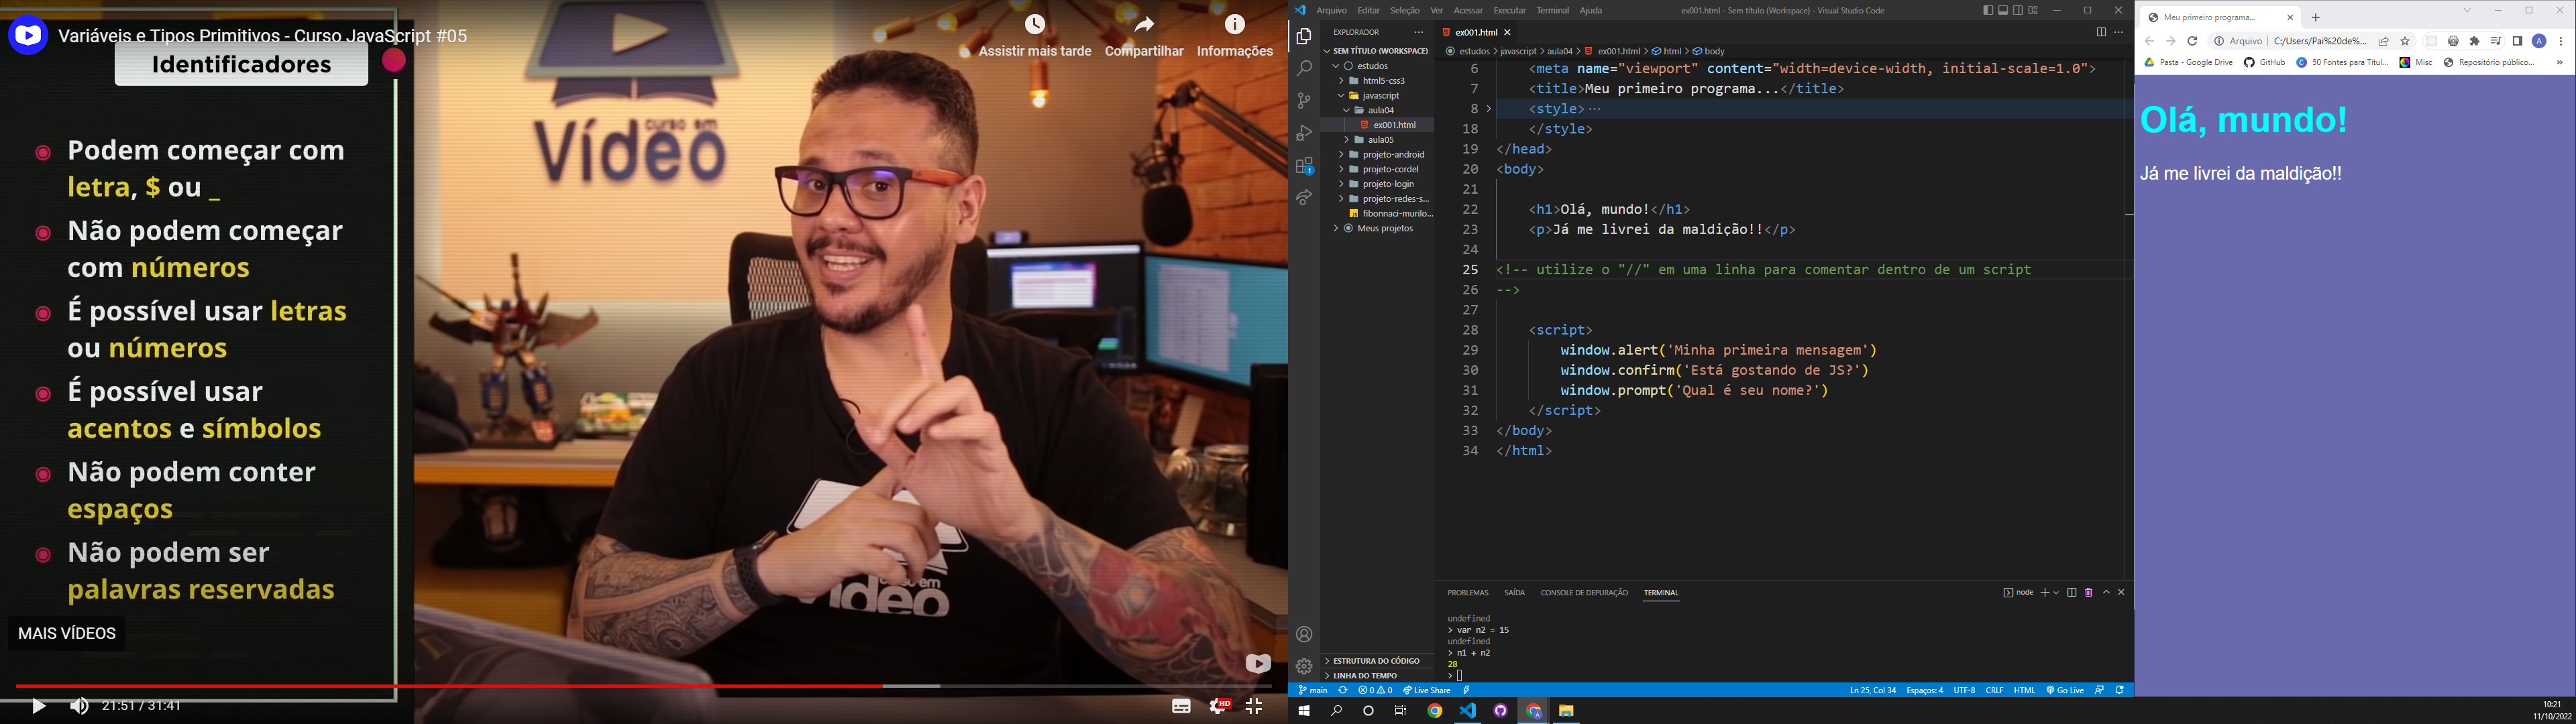 Variáveis e Tipos Primitivos - Curso JavaScript #05
Assistir mais tarde
Compartilhar
Informações
Identificadores
Podem começar com
letra, $ ou _
Não podem começar
com números
É possível usar letras
ou números
É possível usar
acentos e símbolos
Não podem conter
espaços
Não podem ser
palavras reservadas
MAIS VÍDEOS
21:51 / 31:41
HD
curso em
Vídeo
curso em
vídeo
Arquivo Editar Seleção Ver Acessar Executar Terminal Ajuda
ex001.html - Sem título (Workspace) - Visual Studio Code
EXPLORADOR
SEM TÍTULO (WORKSPACE)
estudos
html5-css3
javascript
aula04
ex001.html
aula05
projeto-android
projeto-cordel
projeto-login
projeto-redes-s...
fibonnaci-murilo...
Meus projetos
ESTRUTURA DO CÓDIGO
LINHA DO TEMPO
1
ex001.html
estudos > javascript > aula04 > ex001.html > html > body
6 <meta name="viewport" content="width=device-width, initial-scale=1.0">
7 <title>Meu primeiro programa...</title>
8 <style>...
18 </style>
19 </head>
20 <body>
21
22 <h1>Olá, mundo!</h1>
23 <p>Já me livrei da maldição!!</p>
24
25 <!-- utilize o "//" em uma linha para comentar dentro de um script
26 -->
27
28 <script>
29 window.alert('Minha primeira mensagem')
30 window.confirm('Está gostando de JS?')
31 window.prompt('Qual é seu nome?')
32 </script>
33 </body>
34 </html>
PROBLEMAS SAÍDA CONSOLE DE DEPURAÇÃO TERMINAL
node
undefined
> var n2 = 15
undefined
> n1 + n2
28
>
main
0 0
Live Share
Ln 25, Col 34 Espaços: 4 UTF-8 CRLF HTML Go Live
Meu primeiro programa...
Arquivo | C:/Users/Pai%20de%...
A
Pasta - Google Drive GitHub 50 Fontes para Títul... Misc Repositório público... »
Olá, mundo!
Já me livrei da maldição!!
10:21
11/10/2022